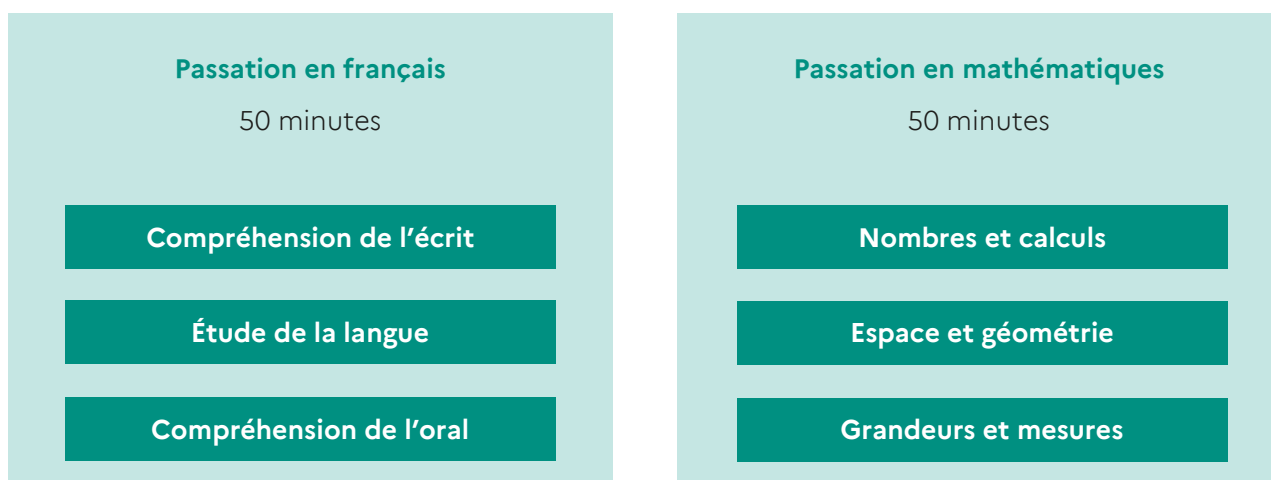 Passation en français
50 minutes
Compréhension de l’écrit
Étude de la langue
Compréhension de l’oral
Passation en mathématiques
50 minutes
Nombres et calculs
Espace et géométrie
Grandeurs et mesures